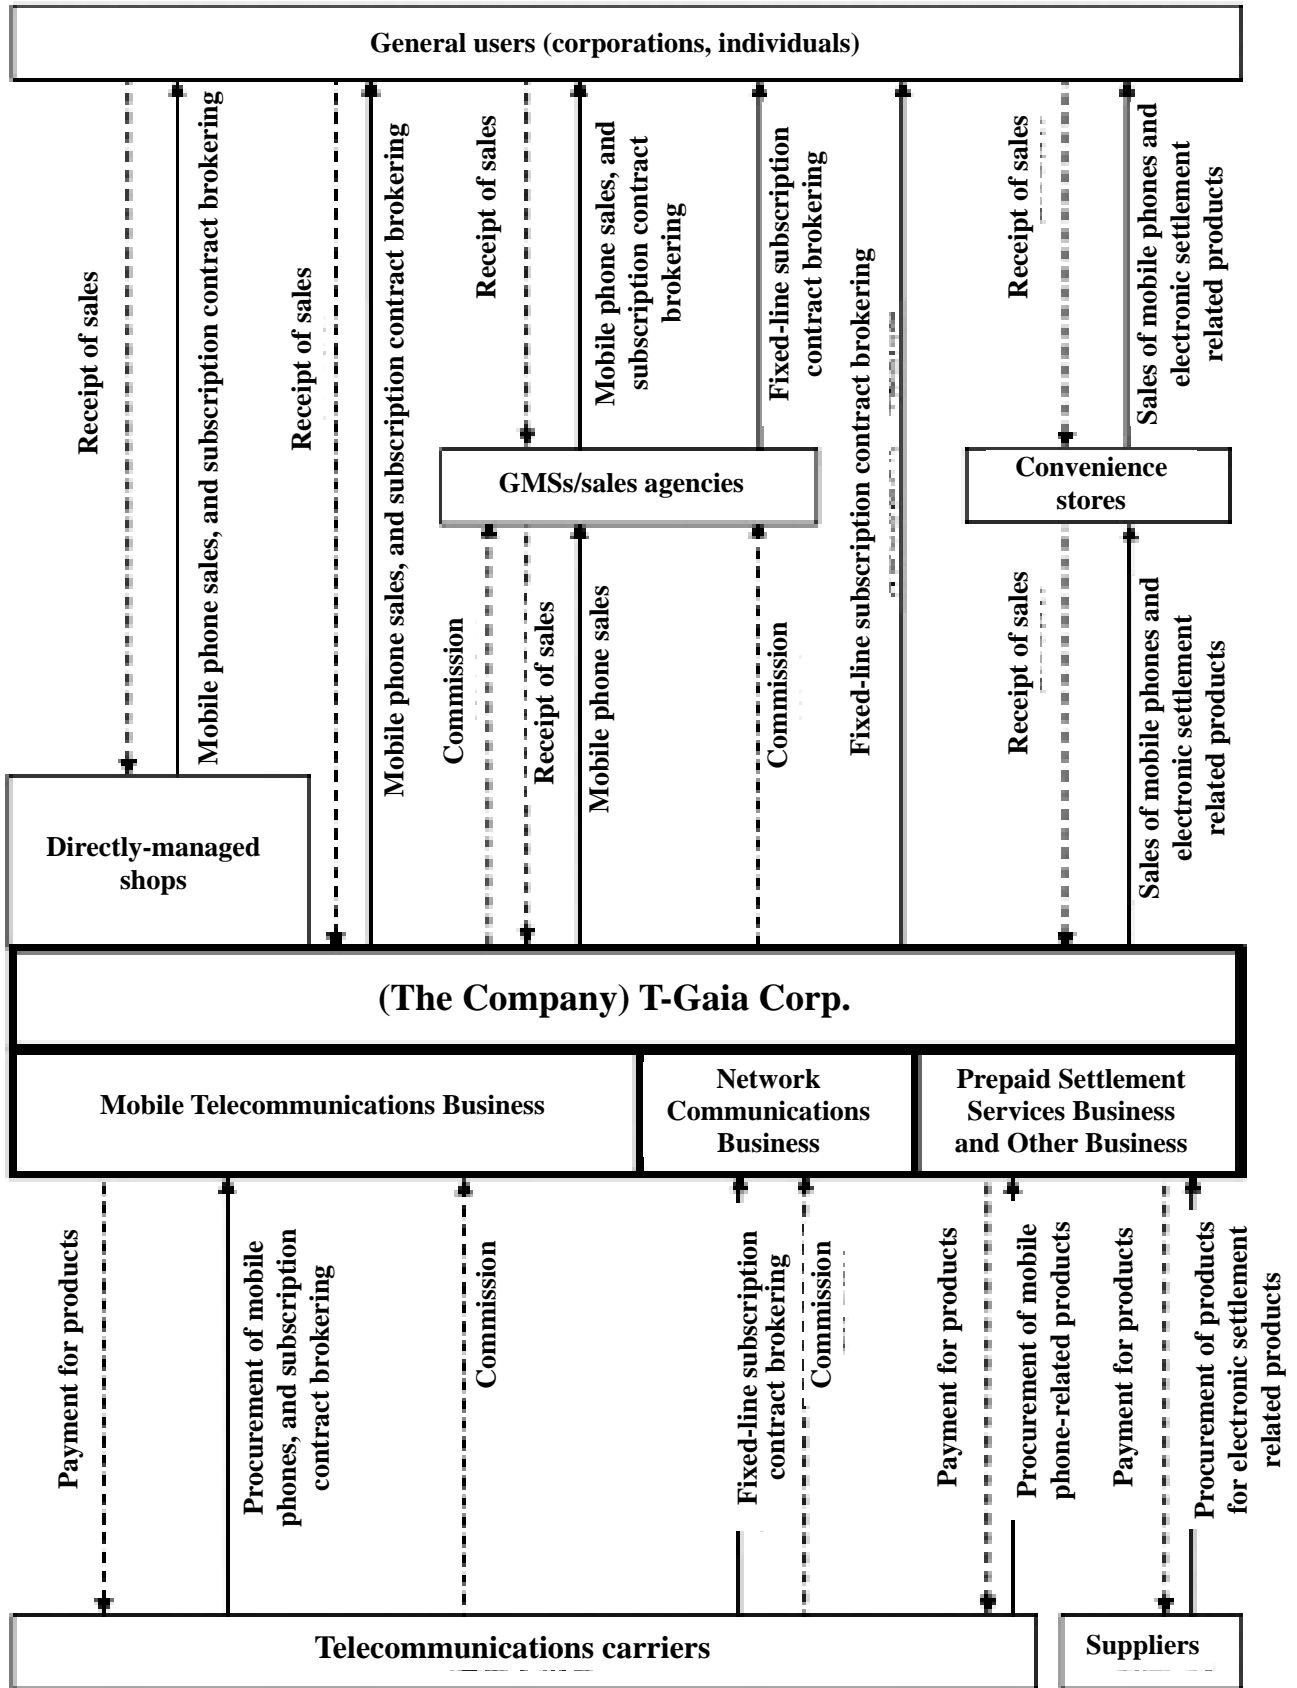 General users (corporations, individuals)
Receipt of sales
Mobile phone sales, and subscription contract brokering
Receipt of sales
Mobile phone sales, and subscription contract brokering
Receipt of sales
Mobile phone sales, and
subscription contract
brokering
Fixed-line subscription
contract brokering
Fixed-line subscription contract brokering
Receipt of sales
Sales of mobile phones and
electronic settlement
related products
GMSs/sales agencies
Convenience
stores
Commission
Receipt of sales
Mobile phone sales
Commission
Receipt of sales
Sales of mobile phones and
electronic settlement
related products
Directly-managed
shops
(The Company) T-Gaia Corp.
Mobile Telecommunications Business
Network
Communications
Business
Prepaid Settlement
Services Business
and Other Business
Payment for products
Procurement of mobile
phones, and subscription
contract brokering
Commission
Fixed-line subscription
contract brokering
Commission
Payment for products
Procurement of mobile
phone-related products
Payment for products
Procurement of products
for electronic settlement
related products
Telecommunications carriers
Suppliers